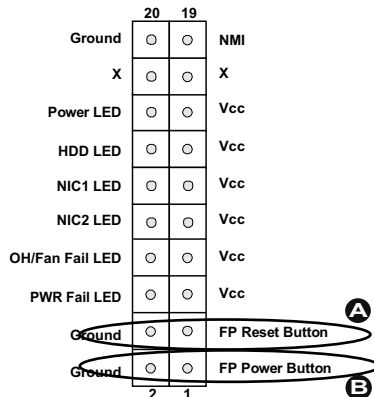 20 19
Ground NMI
X X
Power LED Vcc
HDD LED Vcc
NIC1 LED Vcc
NIC2 LED Vcc
OH/Fan Fail LED Vcc
PWR Fail LED Vcc
A
Ground FP Reset Button
Ground FP Power Button
B
2 1